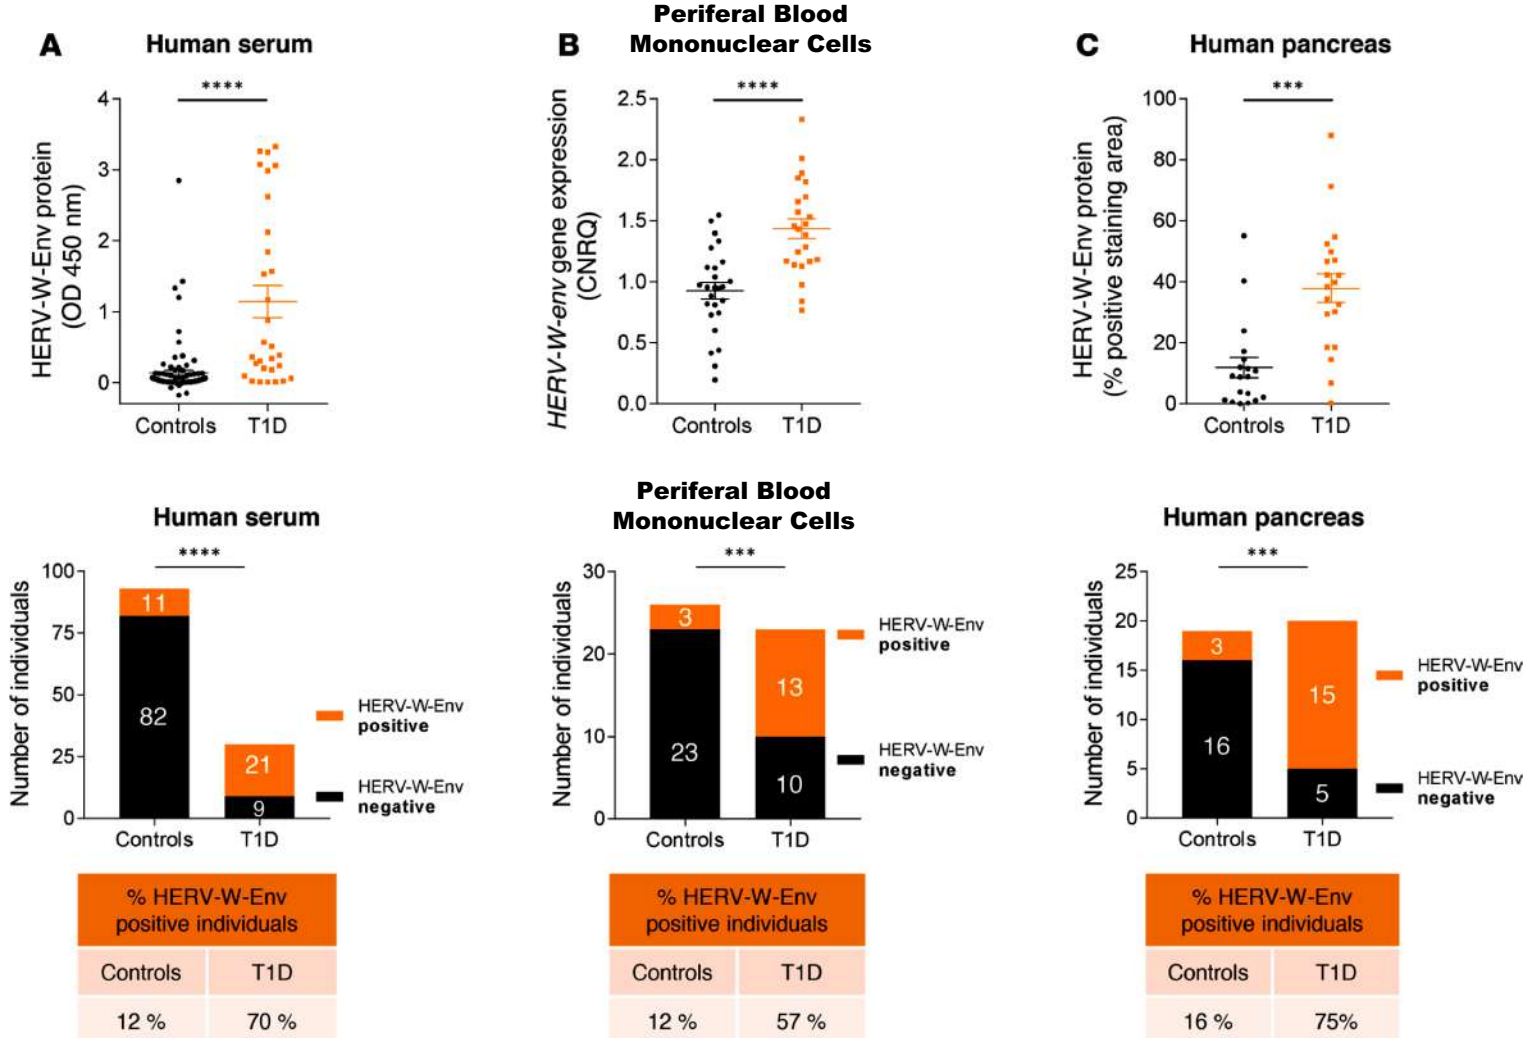 A
Human serum
****
HERV-W-Env protein
(OD 450 nm)
4
3
2
1
0
Controls T1D
B
Periferal Blood
Mononuclear Cells
****
HERV-W-env gene expression
(CNRQ)
2.5
2.0
1.5
1.0
0.5
0.0
Controls T1D
C
Human pancreas
***
HERV-W-Env protein
(% positive staining area)
100
80
60
40
20
0
Controls T1D
Human serum
****
Number of individuals
100
75
50
25
0
11
82
21
9
Controls T1D
HERV-W-Env
positive
HERV-W-Env
negative
Periferal Blood
Mononuclear Cells
***
Number of individuals
30
20
10
0
3
23
13
10
Controls T1D
HERV-W-Env
positive
HERV-W-Env
negative
Human pancreas
***
Number of individuals
25
20
15
10
5
0
3
16
15
5
Controls T1D
HERV-W-Env
positive
HERV-W-Env
negative
% HERV-W-Env
positive individuals
Controls T1D
12 % 70 %
% HERV-W-Env
positive individuals
Controls T1D
12 % 57 %
% HERV-W-Env
positive individuals
Controls T1D
16 % 75%